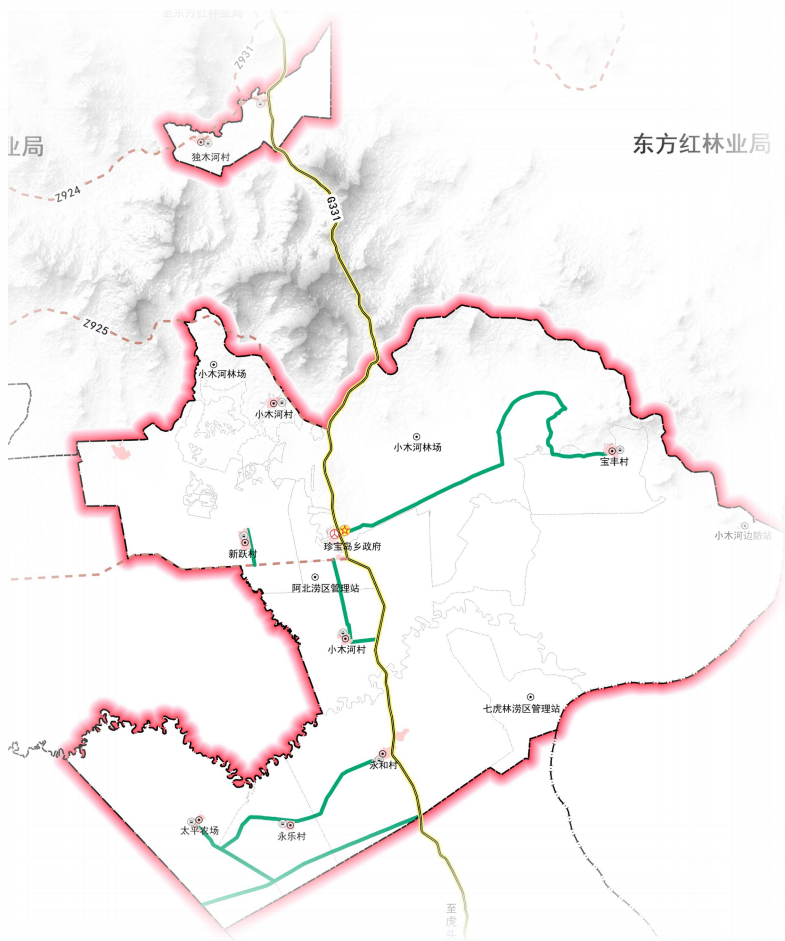 至东方红林业局
Z931
业局
东方红林业局
独木河村
Z924
G331
Z925
小木河林场
小木河村
小木河林场
宝丰村
小木河边防站
珍宝岛乡政府
新跃村
阿北涝区管理站
小木河村
七虎林涝区管理站
永和村
太平农场
永乐村
至虎头